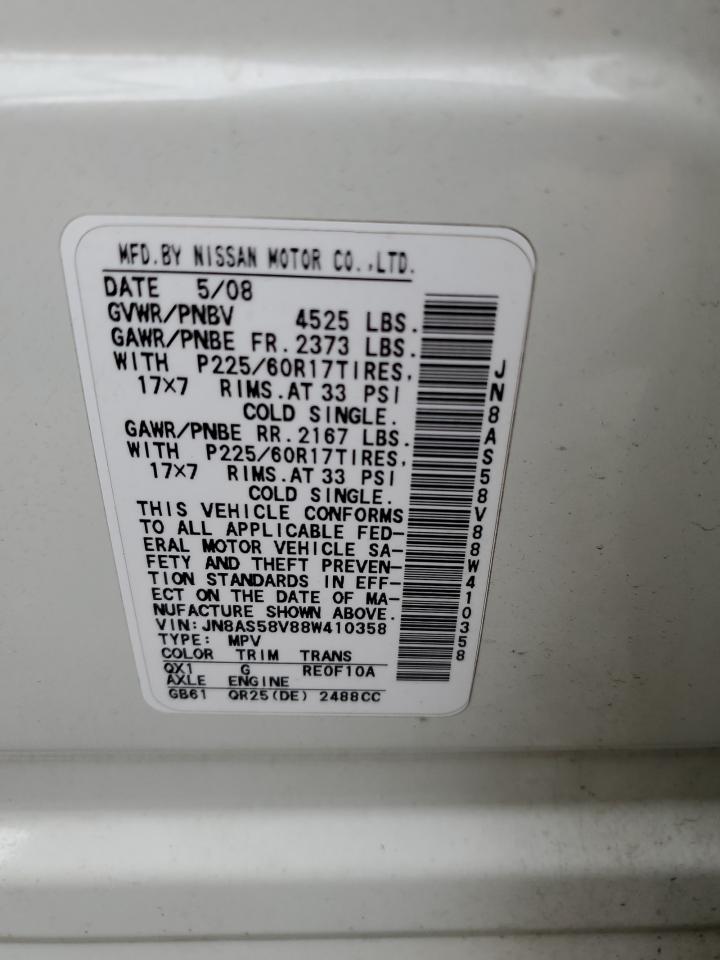 MFD.BY NISSAN MOTOR CO.,LTD.
DATE 5/08
GVWR/PNBV 4525 LBS.
GAWR/PNBE FR.2373 LBS.
WITH P225/60R17TIRES,
17×7 RIMS.AT 33 PSI
COLD SINGLE.
GAWR/PNBE RR.2167 LBS.
WITH P225/60R17TIRES,
17×7 RIMS.AT 33 PSI
COLD SINGLE.
THIS VEHICLE CONFORMS
TO ALL APPLICABLE FED-
ERAL MOTOR VEHICLE SA-
FETY AND THEFT PREVEN-
TION STANDARDS IN EFF-
ECT ON THE DATE OF MA-
NUFACTURE SHOWN ABOVE.
VIN:JN8AS58V88W410358
TYPE: MPV
COLOR TRIM TRANS
QX1 G RE0F10A
AXLE ENGINE
GB61 QR25(DE) 2488CC
JN8AS58V88W410358